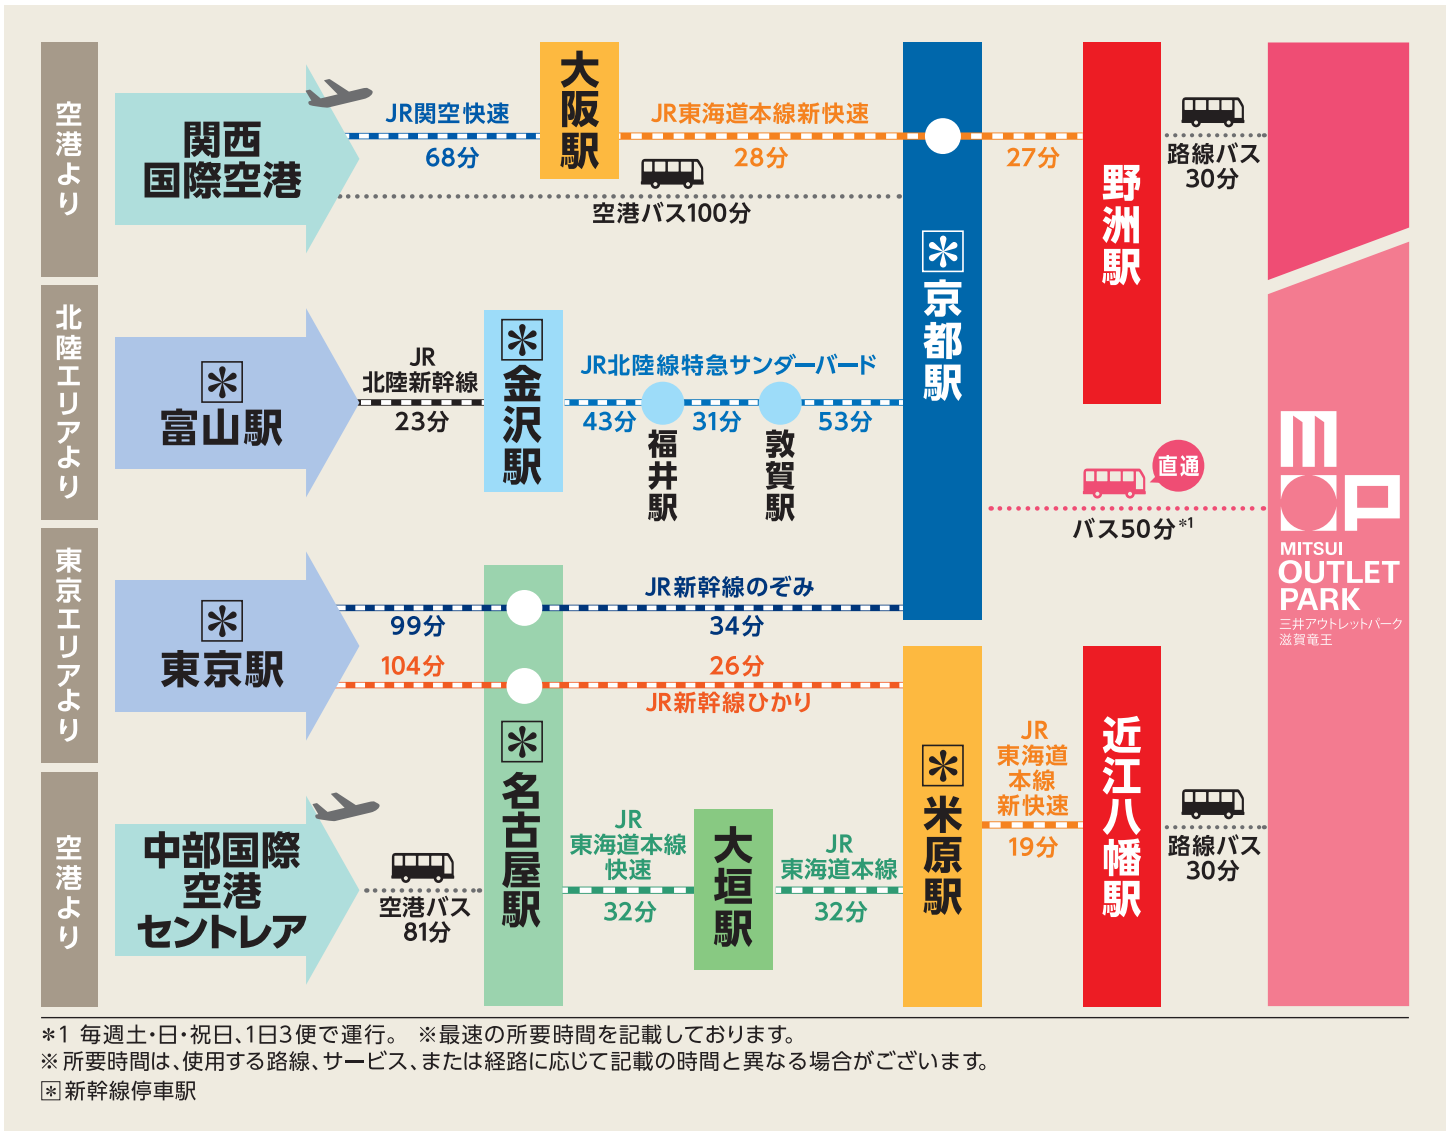 空港より
関西
国際空港
JR関空快速
68分
大阪駅
JR東海道本線新快速
28分
27分
空港バス100分
京都駅
野洲駅
路線バス
30分
北陸エリアより
富山駅
JR
北陸新幹線
23分
金沢駅
JR北陸線特急サンダーバード
43分
福井駅
31分
敦賀駅
53分
直通
バス50分*1
MOP
MITSUI
OUTLET
PARK
三井アウトレットパーク
滋賀竜王
東京エリアより
東京駅
JR新幹線のぞみ
99分
34分
104分
26分
JR新幹線ひかり
名古屋駅
空港より
中部国際
空港
セントレア
空港バス
81分
JR
東海道本線
快速
32分
大垣駅
JR
東海道本線
32分
米原駅
JR
東海道
本線
新快速
19分
近江八幡駅
路線バス
30分
*1 毎週土・日・祝日、1日3便で運行。 ※最速の所要時間を記載しております。
※所要時間は、使用する路線、サービス、または経路に応じて記載の時間と異なる場合がございます。
* 新幹線停車駅